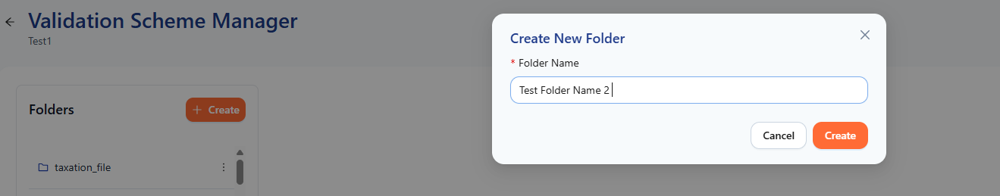 Validation Scheme Manager
Test1
Folders
+ Create
taxation_file
Create New Folder
* Folder Name
Test Folder Name 2
Cancel
Create